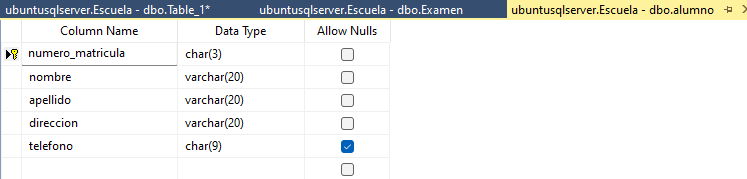 ubuntusqlserver.Escuela - dbo.Table_1* ubuntusqlserver.Escuela - dbo.Examen ubuntusqlserver.Escuela - dbo.alumno
Column Name Data Type Allow Nulls
numero_matricula char(3)
nombre varchar(20)
apellido varchar(20)
direccion varchar(20)
telefono char(9)